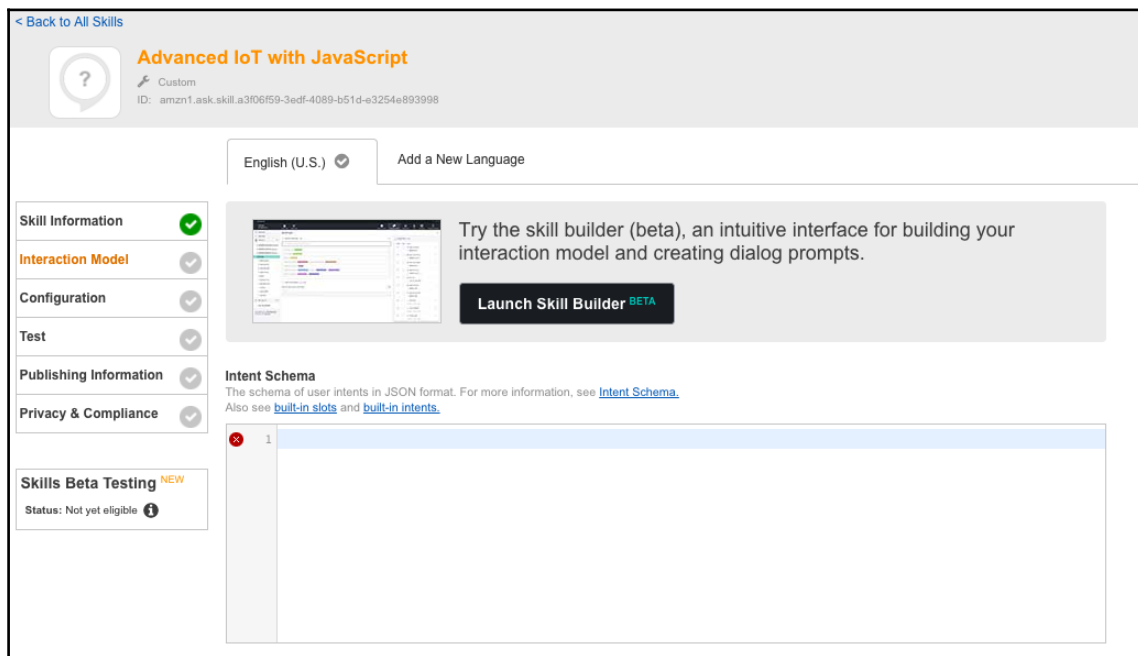 < Back to All Skills
Advanced IoT with JavaScript
Custom
ID: amzn1.ask.skill.a3f06f59-3edf-4089-b51d-e3254e893998
English (U.S.)
Add a New Language
Skill Information
Interaction Model
Configuration
Test
Publishing Information
Privacy & Compliance
Skills Beta Testing NEW
Status: Not yet eligible
Try the skill builder (beta), an intuitive interface for building your
interaction model and creating dialog prompts.
Launch Skill Builder BETA
Intent Schema
The schema of user intents in JSON format. For more information, see Intent Schema.
Also see built-in slots and built-in intents.
1